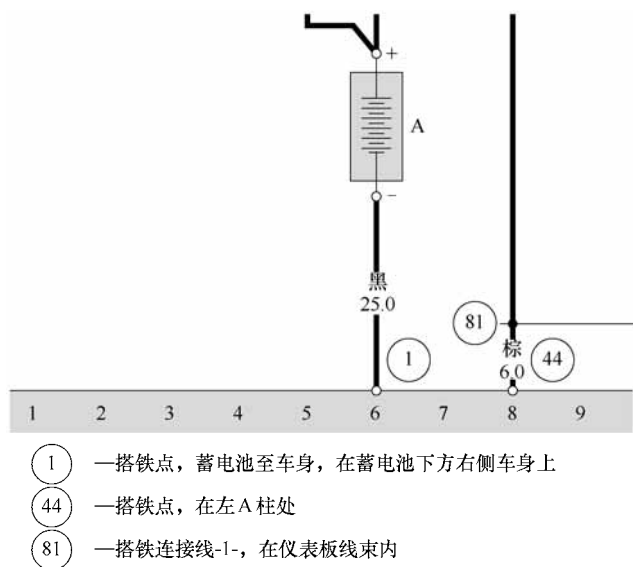 +
A
−
黑
25.0
81
1
棕
6.0
44
1 2 3 4 5 6 7 8 9
1 —搭铁点，蓄电池至车身，在蓄电池下方右侧车身上
44 —搭铁点，在左A柱处
81 —搭铁连接线-1-，在仪表板线束内